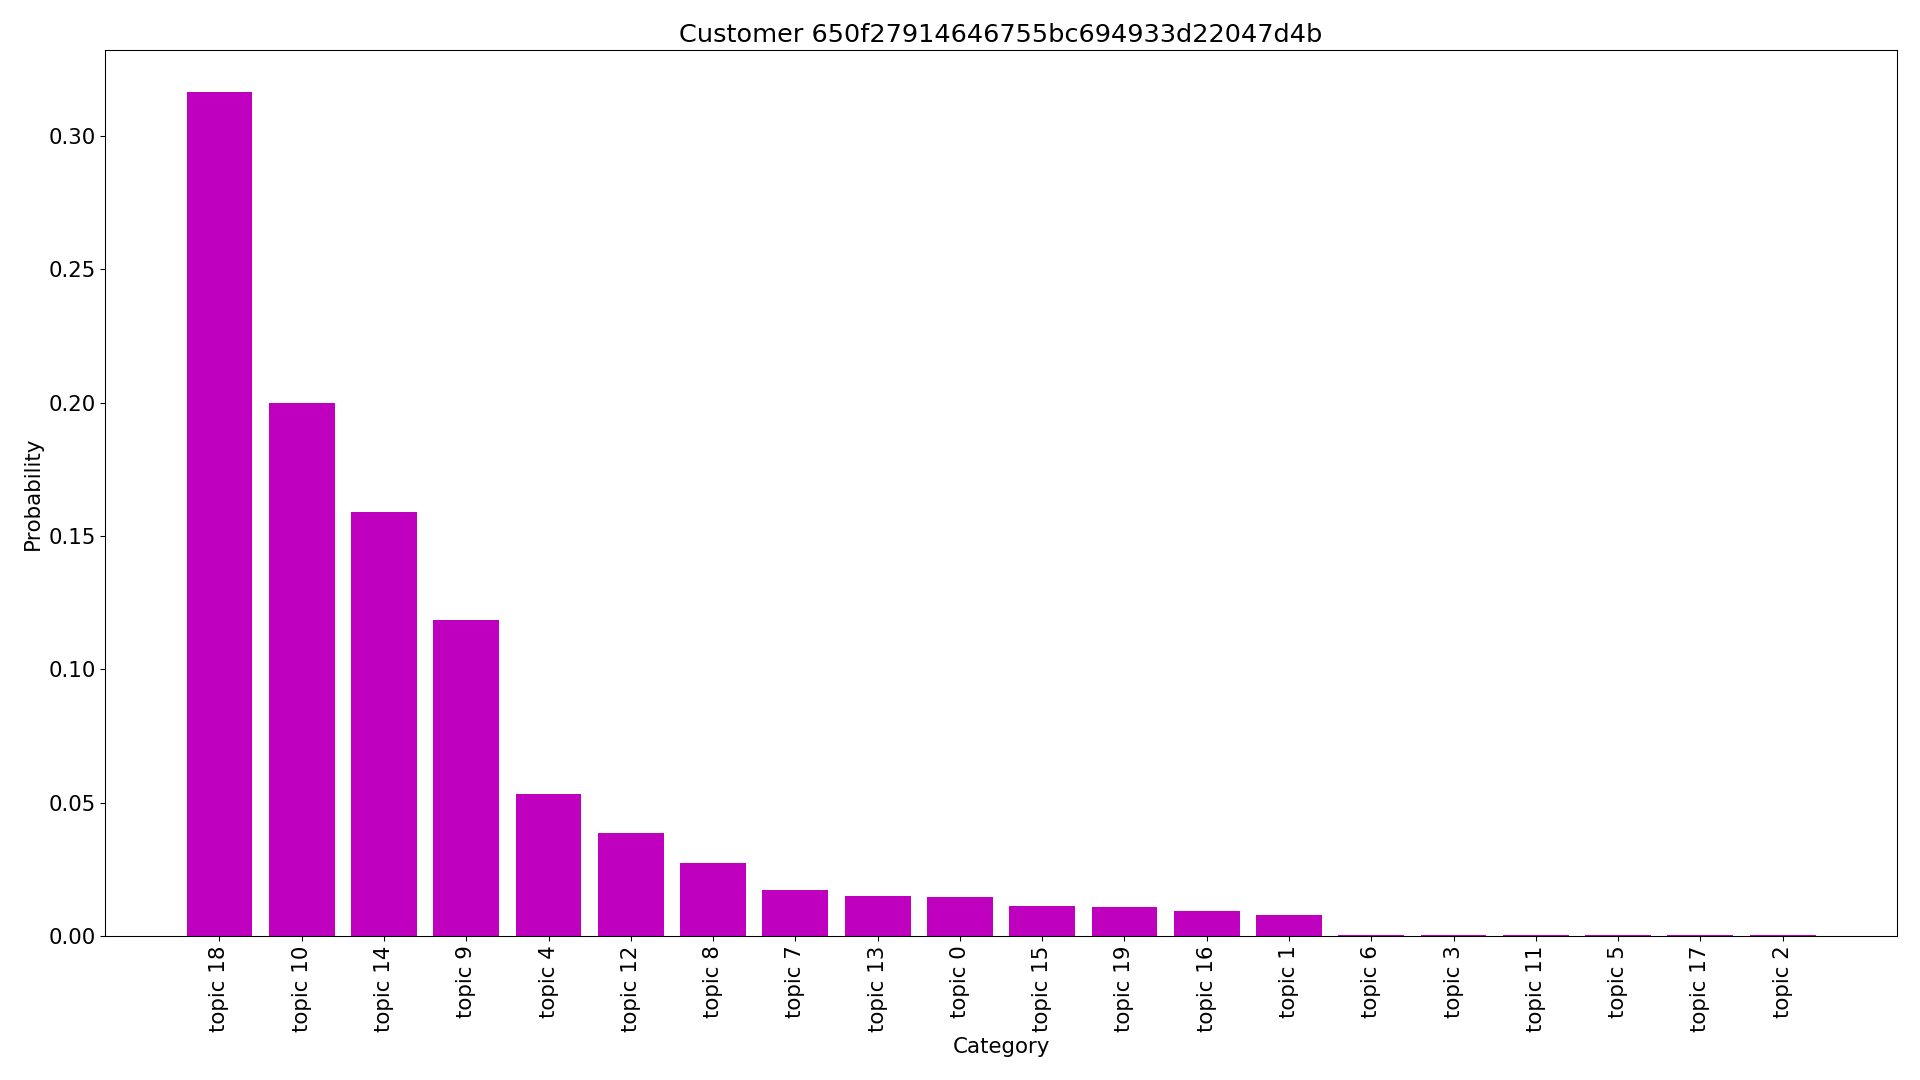 Customer 650f27914646755bc694933d22047d4b
Probability
0.30
0.25
0.20
0.15
0.10
0.05
0.00
topic 18
topic 10
topic 14
topic 9
topic 4
topic 12
topic 8
topic 7
topic 13
topic 0
topic 15
topic 19
topic 16
topic 1
topic 6
topic 3
topic 11
topic 5
topic 17
topic 2
Category